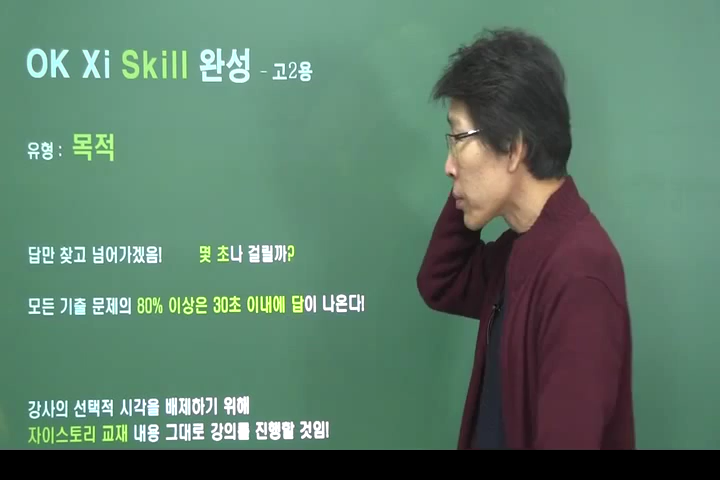 OK Xi Skill 완성 - 고2용
유형 : 목적
답만 찾고 넘어가겠음! 몇 초나 걸릴까?
모든 기출 문제의 80% 이상은 30초 이내에 답이 나온다!
강사의 선택적 시각을 배제하기 위해
자이스토리 교재 내용 그대로 강의를 진행할 것임!